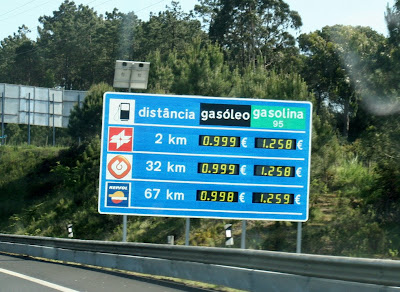 distância gasóleo gasolina
95
2 km 0.999 € 1.258 €
32 km 0.999 € 1.258 €
67 km 0.998 € 1.259 €
REPSOL